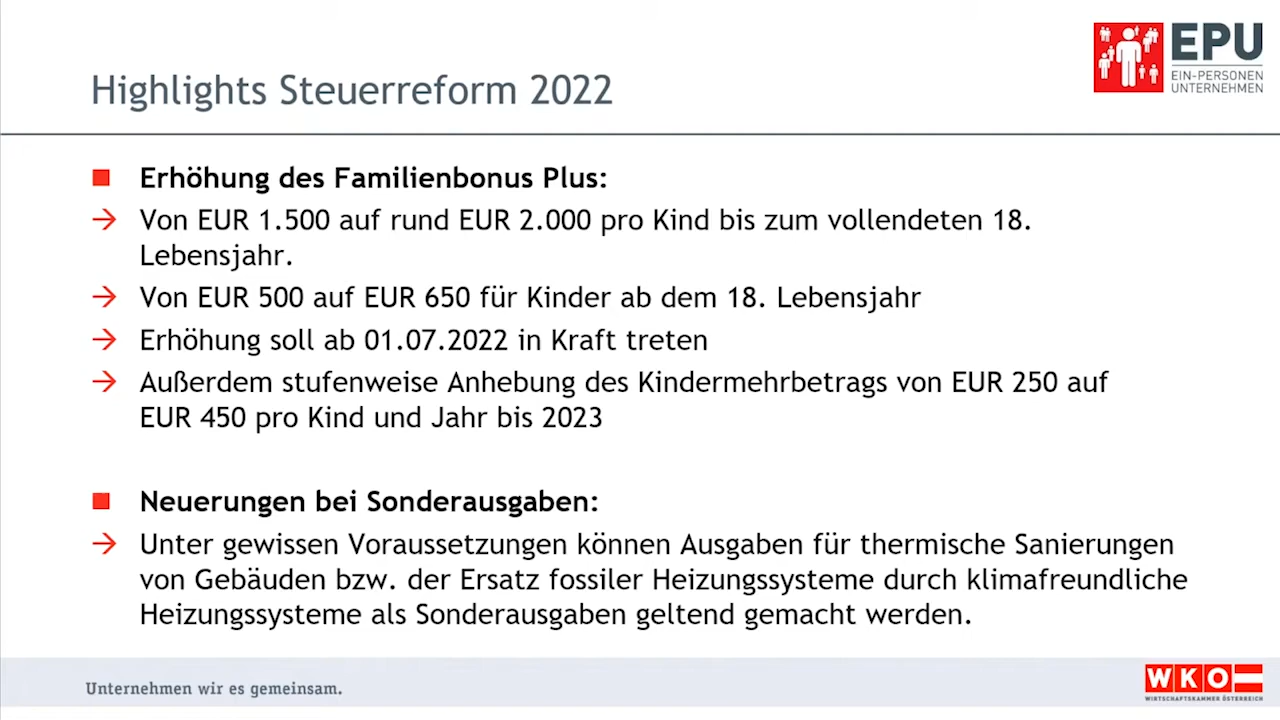 EPU
EIN-PERSONEN
UNTERNEHMEN
Highlights Steuerreform 2022
Erhöhung des Familienbonus Plus:
→ Von EUR 1.500 auf rund EUR 2.000 pro Kind bis zum vollendeten 18.
Lebensjahr.
→ Von EUR 500 auf EUR 650 für Kinder ab dem 18. Lebensjahr
→ Erhöhung soll ab 01.07.2022 in Kraft treten
→ Außerdem stufenweise Anhebung des Kindermehrbetrags von EUR 250 auf
EUR 450 pro Kind und Jahr bis 2023
Neuerungen bei Sonderausgaben:
→ Unter gewissen Voraussetzungen können Ausgaben für thermische Sanierungen
von Gebäuden bzw. der Ersatz fossiler Heizungssysteme durch klimafreundliche
Heizungssysteme als Sonderausgaben geltend gemacht werden.
Unternehmen wir es gemeinsam.
WKO
WIRTSCHAFTSKAMMER ÖSTERREICH